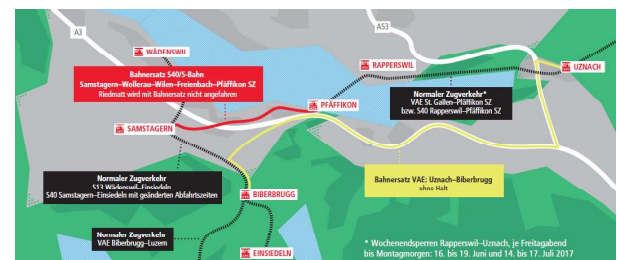 A3
A53
WÄDENSWIL
Bahnersatz S40/S-Bahn
Samstagern–Wollerau–Wilen–Freienbach–Pfäffikon SZ
Riedmatt wird mit Bahnersatz nicht angefahren
RAPPERSWIL
UZNACH
Normaler Zugverkehr*
VAE St. Gallen–Pfäffikon SZ
bzw. S40 Rapperswil–Pfäffikon SZ
PFÄFFIKON
SAMSTAGERN
Normaler Zugverkehr
S13 Wädenswil–Einsiedeln
S40 Samstagern–Einsiedeln mit geänderten Abfahrtszeiten
Bahnersatz VAE: Uznach–Biberbrugg
ohne Halt
BIBERBRUGG
Normaler Zugverkehr
VAE Biberbrugg–Luzern
EINSIEDELN
* Wochenendsperren Rapperswil–Uznach, je Freitagabend
bis Montagmorgen: 16. bis 19. Juni und 14. bis 17. Juli 2017